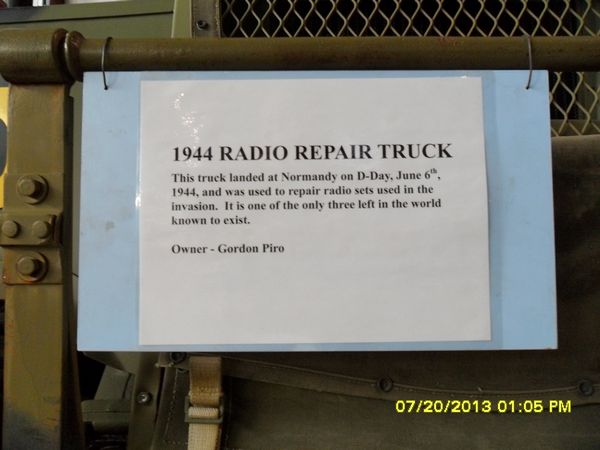 1944 RADIO REPAIR TRUCK
This truck landed at Normandy on D-Day, June 6th,
1944, and was used to repair radio sets used in the
invasion. It is one of the only three left in the world
known to exist.
Owner - Gordon Piro
07/20/2013 01:05 PM